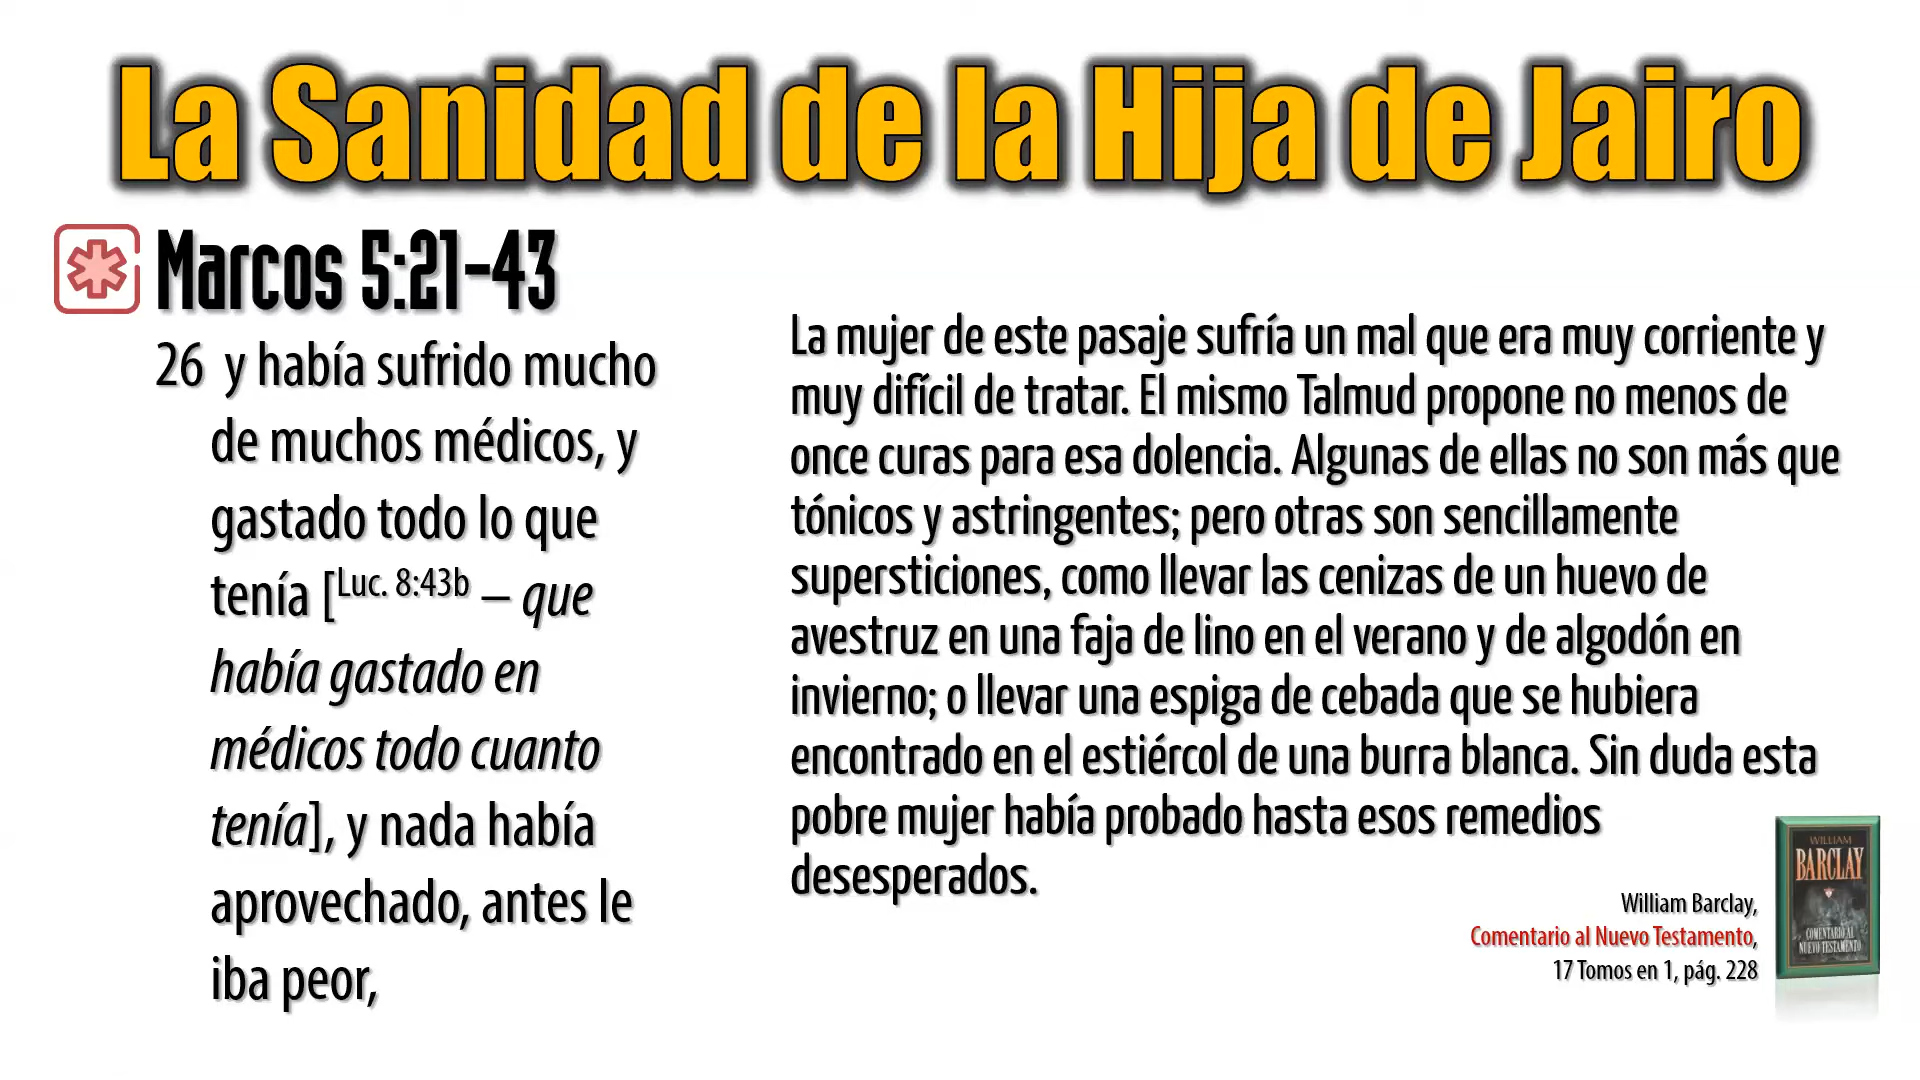 La Sanidad de la Hija de Jairo
Marcos 5:21-43
26 y había sufrido mucho
de muchos médicos, y
gastado todo lo que
tenía [Luc. 8:43b – que
había gastado en
médicos todo cuanto
tenía], y nada había
aprovechado, antes le
iba peor,
La mujer de este pasaje sufría un mal que era muy corriente y
muy difícil de tratar. El mismo Talmud propone no menos de
once curas para esa dolencia. Algunas de ellas no son más que
tónicos y astringentes; pero otras son sencillamente
supersticiones, como llevar las cenizas de un huevo de
avestruz en una faja de lino en el verano y de algodón en
invierno; o llevar una espiga de cebada que se hubiera
encontrado en el estiércol de una burra blanca. Sin duda esta
pobre mujer había probado hasta esos remedios
desesperados.
William Barclay,
Comentario al Nuevo Testamento,
17 Tomos en 1, pág. 228
WILLIAM
BARCLAY
COMENTARIO AL
NUEVO TESTAMENTO